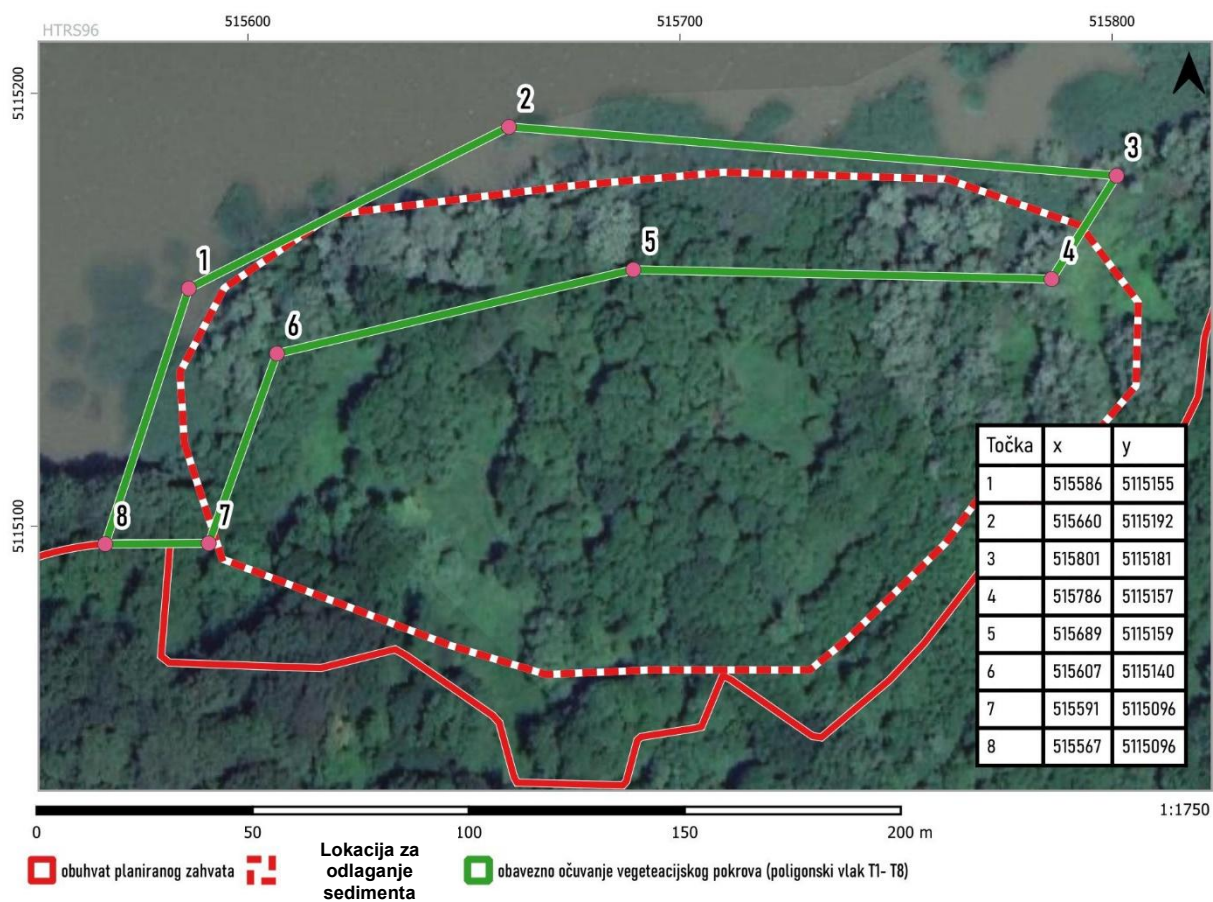 HTRS96
515600 515700 515800
5115200
5115100
2
3
1
5
4
6
7
8
Točka x y
1 515586 5115155
2 515660 5115192
3 515801 5115181
4 515786 5115157
5 515689 5115159
6 515607 5115140
7 515591 5115096
8 515567 5115096
1:1750
0 50 100 150 200 m
obuhvat planiranog zahvata
Lokacija za
odlaganje
sedimenta
obavezno očuvanje vegeteacijskog pokrova (poligonski vlak T1- T8)